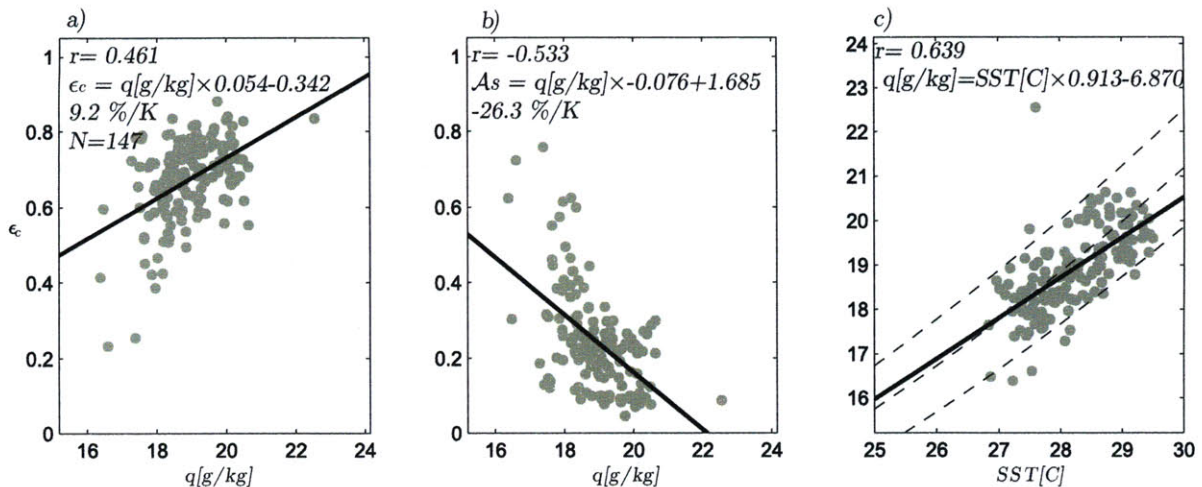 a)
r= 0.461
ϵc = q[g/kg]×0.054-0.342
9.2 %/K
N=147
1
0.8
0.6
ϵc
0.4
0.2
0
16 18 20 22 24
q[g/kg]
b)
r= -0.533
𝒜s = q[g/kg]×-0.076+1.685
-26.3 %/K
1
0.8
0.6
0.4
0.2
0
16 18 20 22 24
q[g/kg]
c)
r= 0.639
q[g/kg]=SST[C]×0.913-6.870
24
23
22
21
20
19
18
17
16
25 26 27 28 29 30
SST[C]